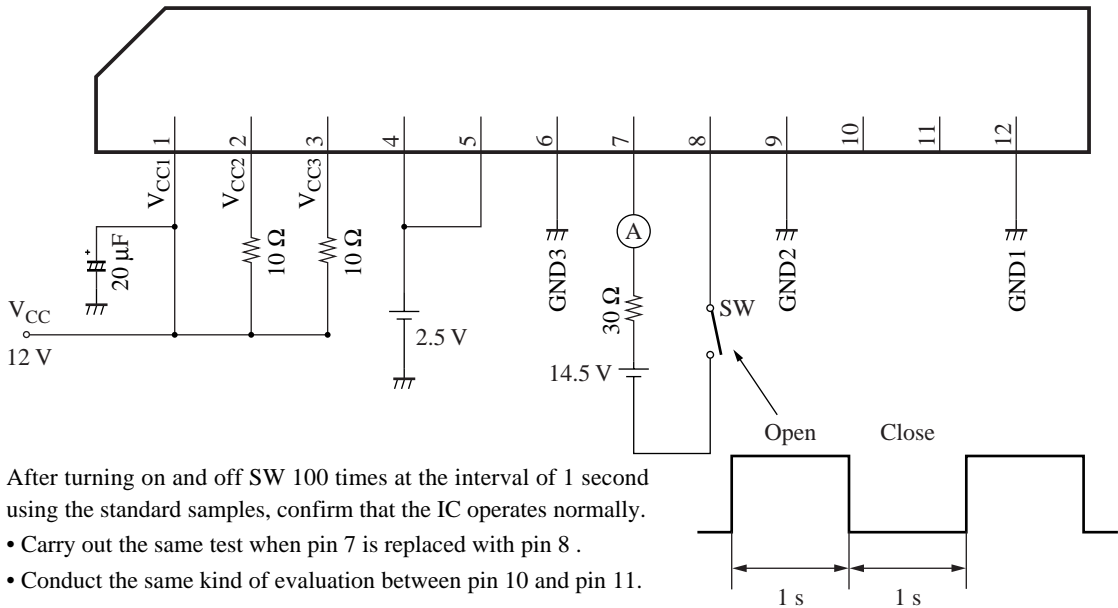 1 2 3 4 5 6 7 8 9 10 11 12
VCC1 VCC2 VCC3
20 µF
+
10 Ω
10 Ω
GND3
A
30 Ω
SW
GND2
GND1
VCC
12 V
2.5 V
14.5 V
Open Close
After turning on and off SW 100 times at the interval of 1 second
using the standard samples, confirm that the IC operates normally.
• Carry out the same test when pin 7 is replaced with pin 8 .
• Conduct the same kind of evaluation between pin 10 and pin 11.
1 s 1 s